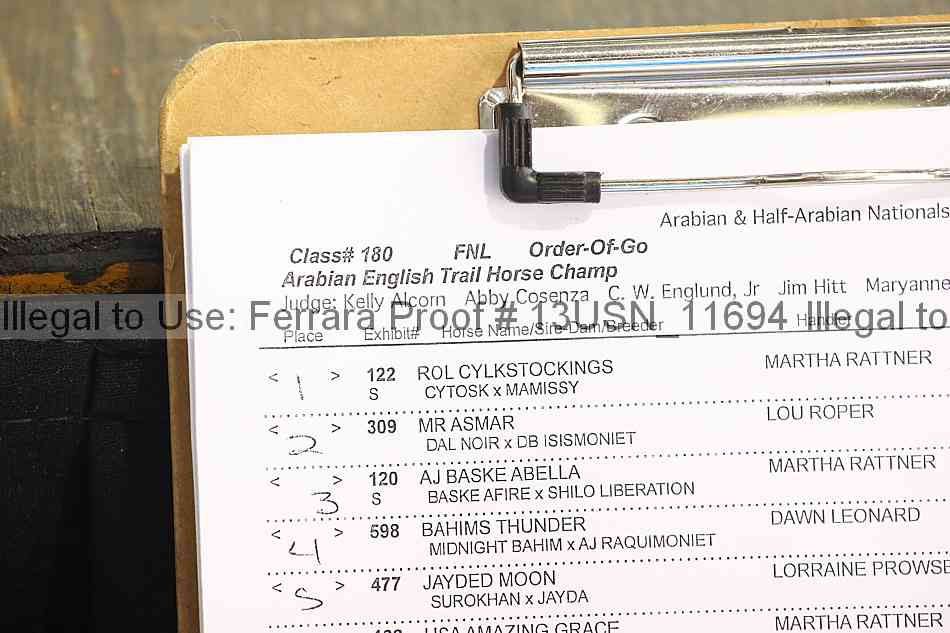 Arabian & Half-Arabian Nationals
Class# 180 FNL Order-Of-Go
Arabian English Trail Horse Champ
Judge: Kelly Alcorn Abby Cosenza C. W. Englund, Jr Jim Hitt Maryanne
Illegal to Use: Ferrara Proof # 13USN_11694 Illegal to
Place Exhibit# Horse Name/Sire-Dam/Breeder Handler
< 1 > 122 ROL CYLKSTOCKINGS MARTHA RATTNER
S CYTOSK x MAMISSY
< 2 > 309 MR ASMAR LOU ROPER
DAL NOIR x DB ISISMONIET
< 3 > 120 AJ BASKE ABELLA MARTHA RATTNER
S BASKE AFIRE x SHILO LIBERATION
< 4 > 598 BAHIMS THUNDER DAWN LEONARD
MIDNIGHT BAHIM x AJ RAQUIMONIET
< 5 > 477 JAYDED MOON LORRAINE PROWSE
SUROKHAN x JAYDA
USA AMAZING GRACE MARTHA RATTNER